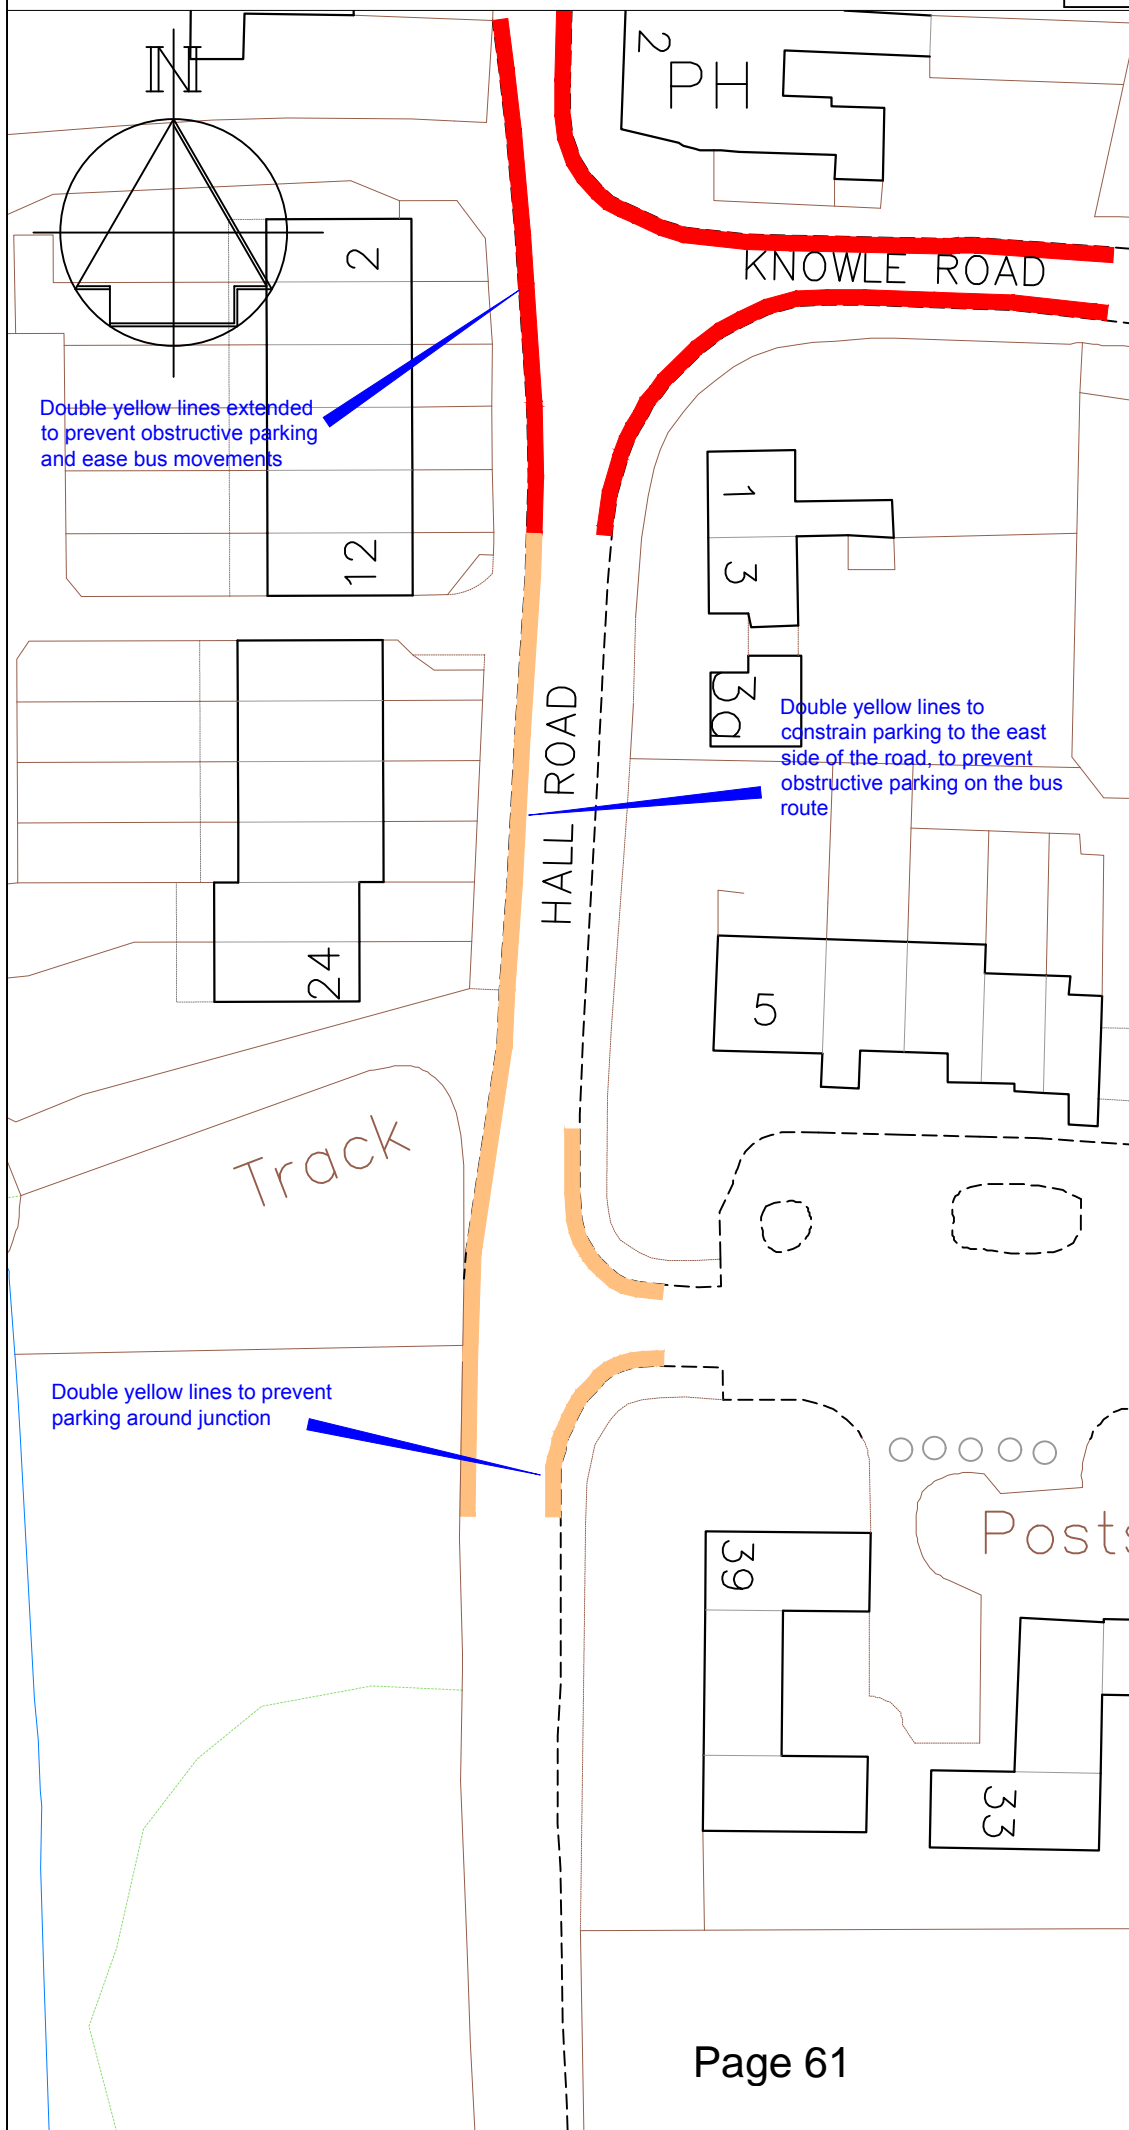 N
2
PH
KNOWLE ROAD
2
Double yellow lines extended
to prevent obstructive parking
and ease bus movements
1
12
3
3a
HALL ROAD
Double yellow lines to
constrain parking to the east
side of the road, to prevent
obstructive parking on the bus
route
24
5
Track
Double yellow lines to prevent
parking around junction
Posts
39
33
Page 61